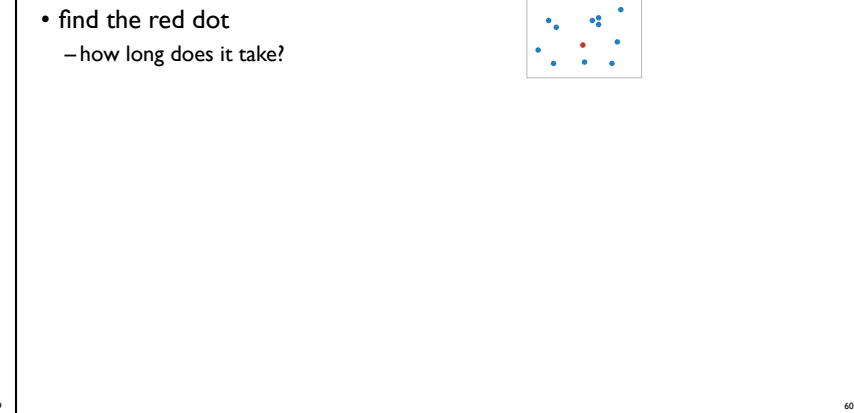 • find the red dot
– how long does it take?
60